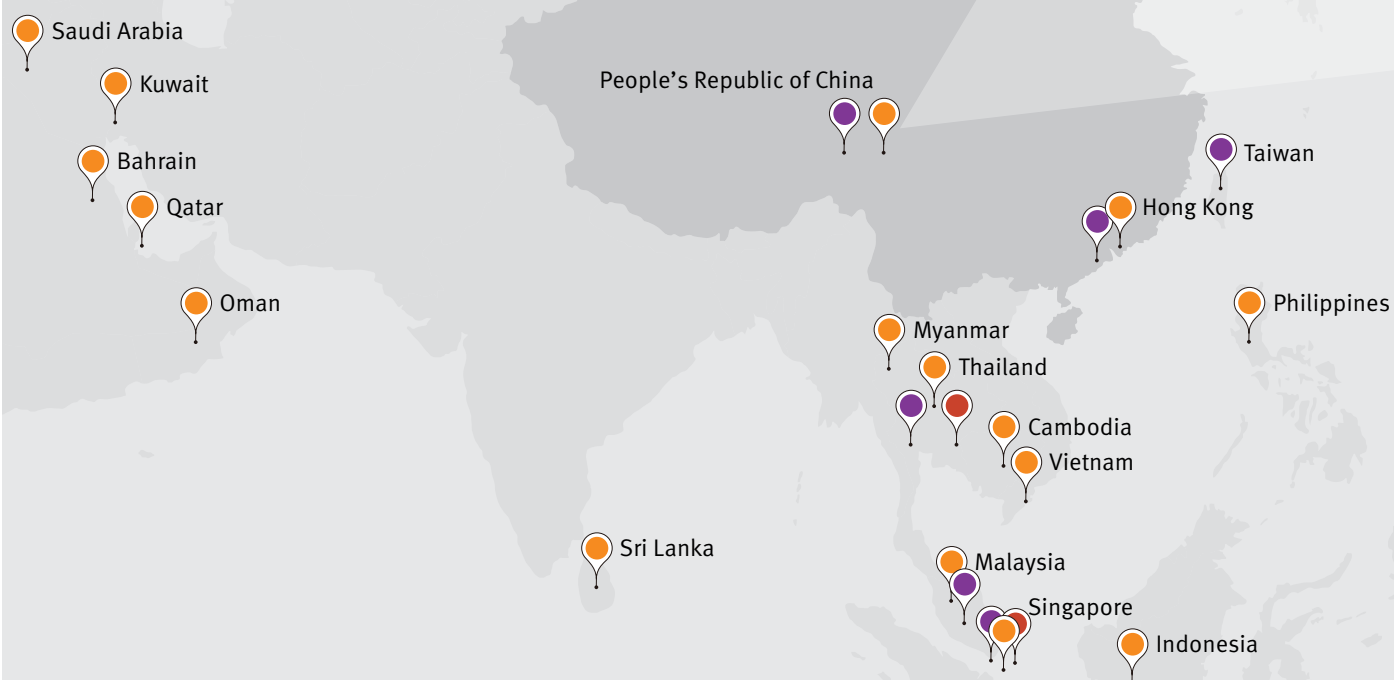 Saudi Arabia
People’s Republic of China
Kuwait
Taiwan
Bahrain
Qatar
Hong Kong
Oman
Philippines
Myanmar
Thailand
Cambodia
Vietnam
Sri Lanka
Malaysia
Singapore
Indonesia